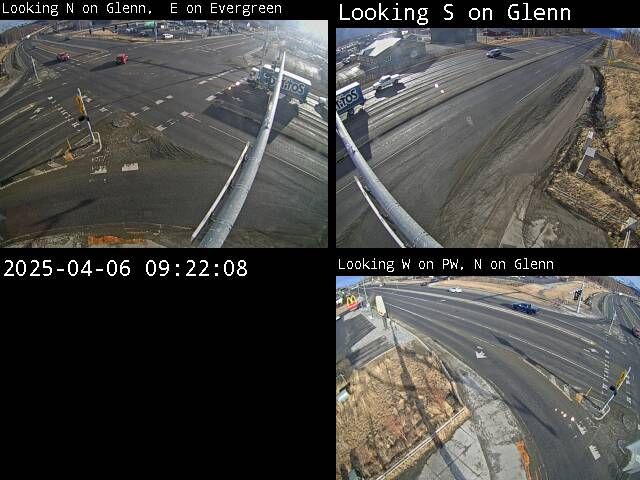 Looking N on Glenn,  E on Evergreen
Looking S on Glenn
2025-04-06 09:22:08
Looking W on PW, N on Glenn